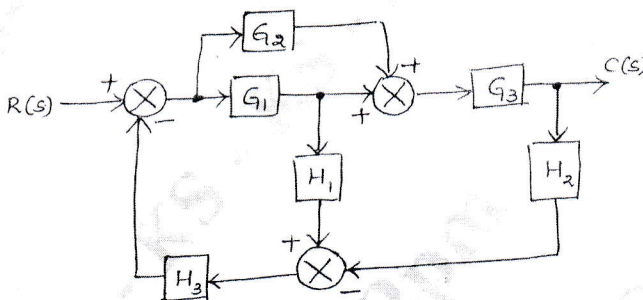 G2
+
+
R(S)
−
G1
+
G3
C(S)
H1
H2
+
−
H3